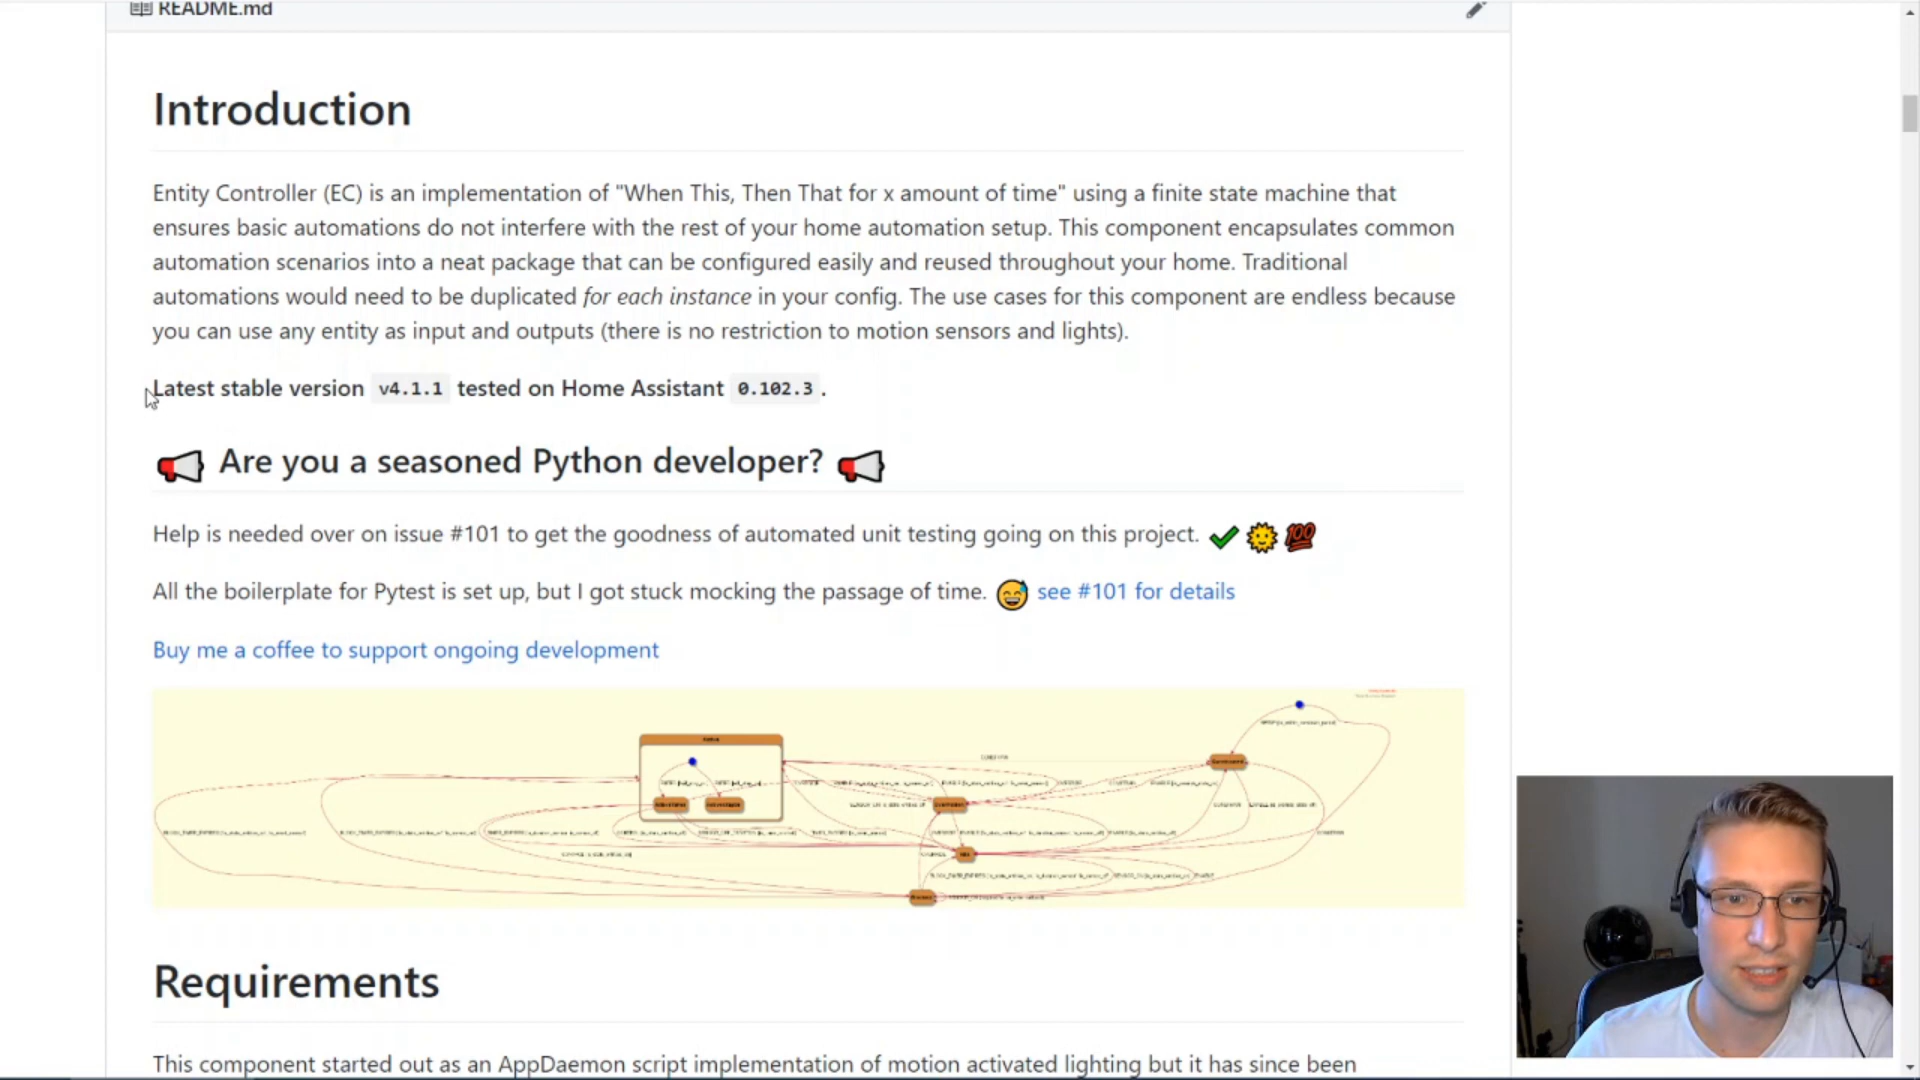 README.md
Introduction
Entity Controller (EC) is an implementation of "When This, Then That for x amount of time" using a finite state machine that
ensures basic automations do not interfere with the rest of your home automation setup. This component encapsulates common
automation scenarios into a neat package that can be configured easily and reused throughout your home. Traditional
automations would need to be duplicated for each instance in your config. The use cases for this component are endless because
you can use any entity as input and outputs (there is no restriction to motion sensors and lights).
Latest stable version v4.1.1 tested on Home Assistant 0.102.3 .
Are you a seasoned Python developer?
Help is needed over on issue #101 to get the goodness of automated unit testing going on this project. 100
All the boilerplate for Pytest is set up, but I got stuck mocking the passage of time. see #101 for details
Buy me a coffee to support ongoing development
Requirements
This component started out as an AppDaemon script implementation of motion activated lighting but it has since been